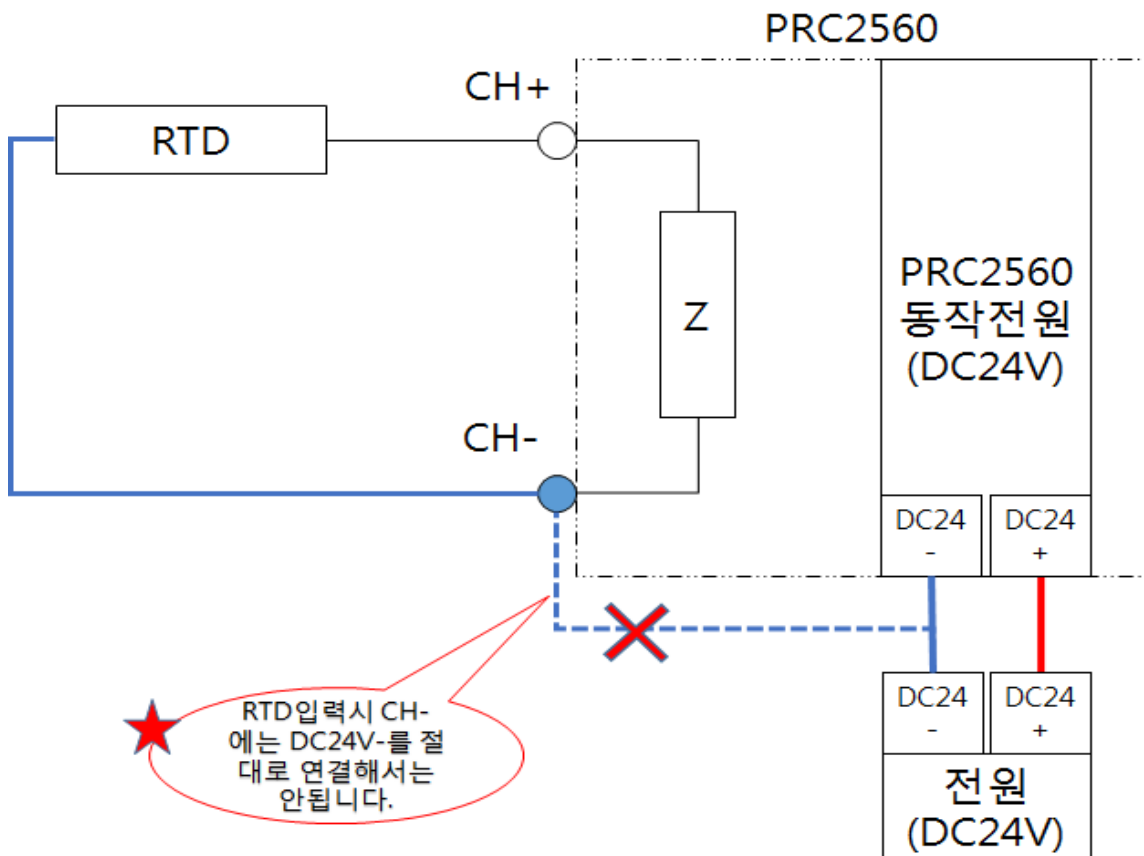 PRC2560
CH+
RTD
Z
PRC2560
동작전원
(DC24V)
CH-
DC24
-
DC24
+
RTD입력시 CH-
에는 DC24V-를 절
대로 연결해서는
안됩니다.
DC24
-
DC24
+
전원
(DC24V)